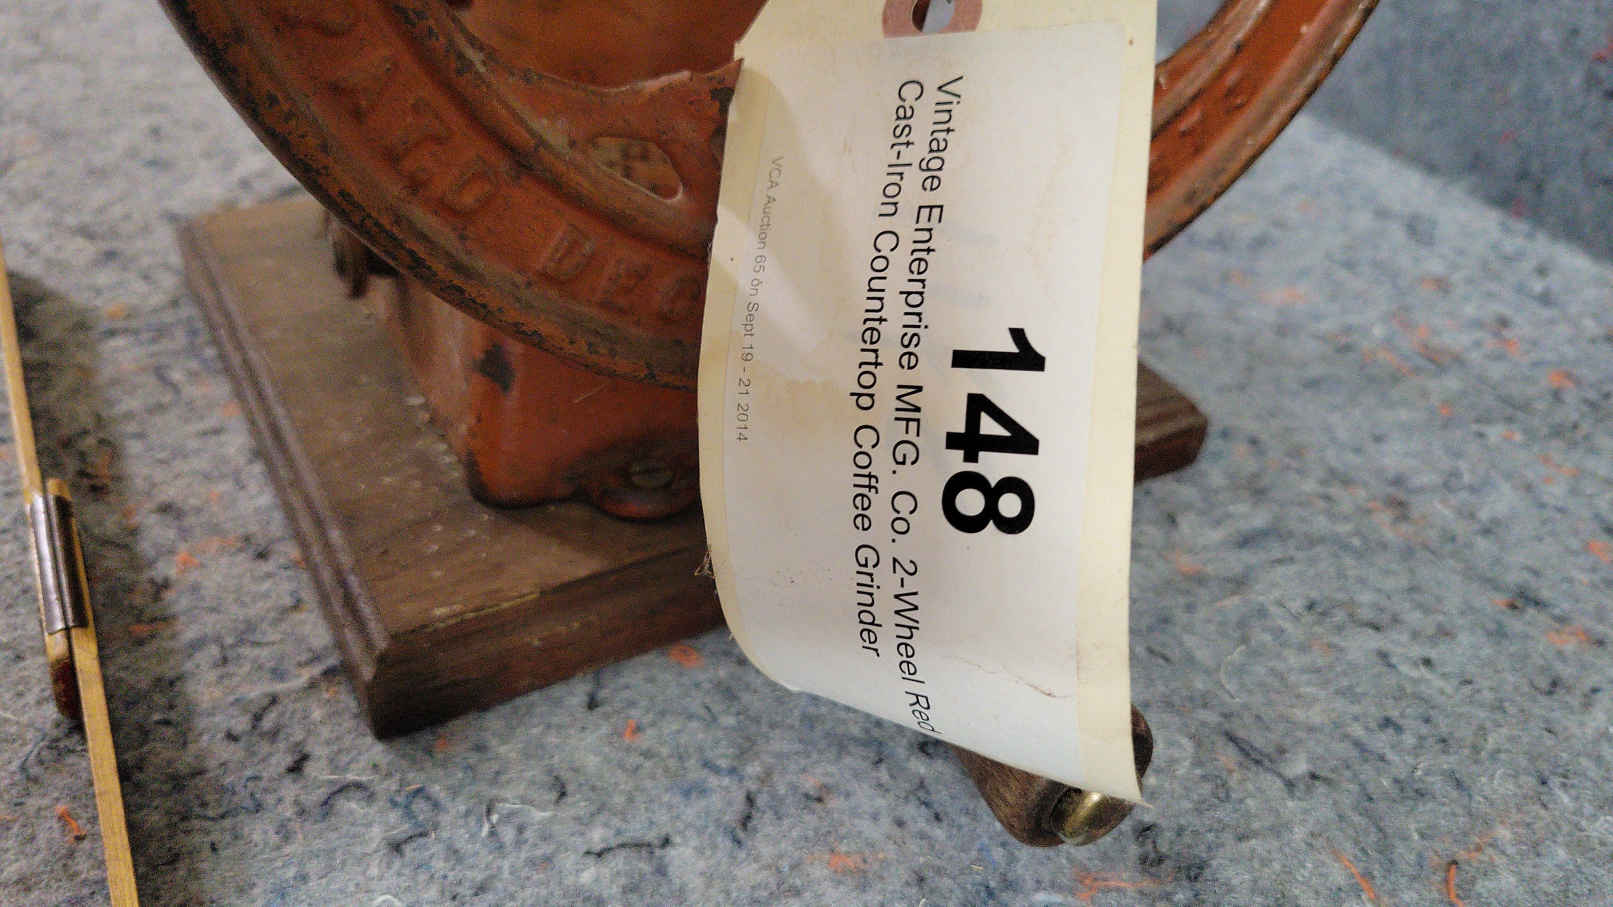 148
Vintage Enterprise MFG. Co. 2-Wheel Red
Cast-Iron Countertop Coffee Grinder
VCA Auction 65 on Sept 19 - 21 2014